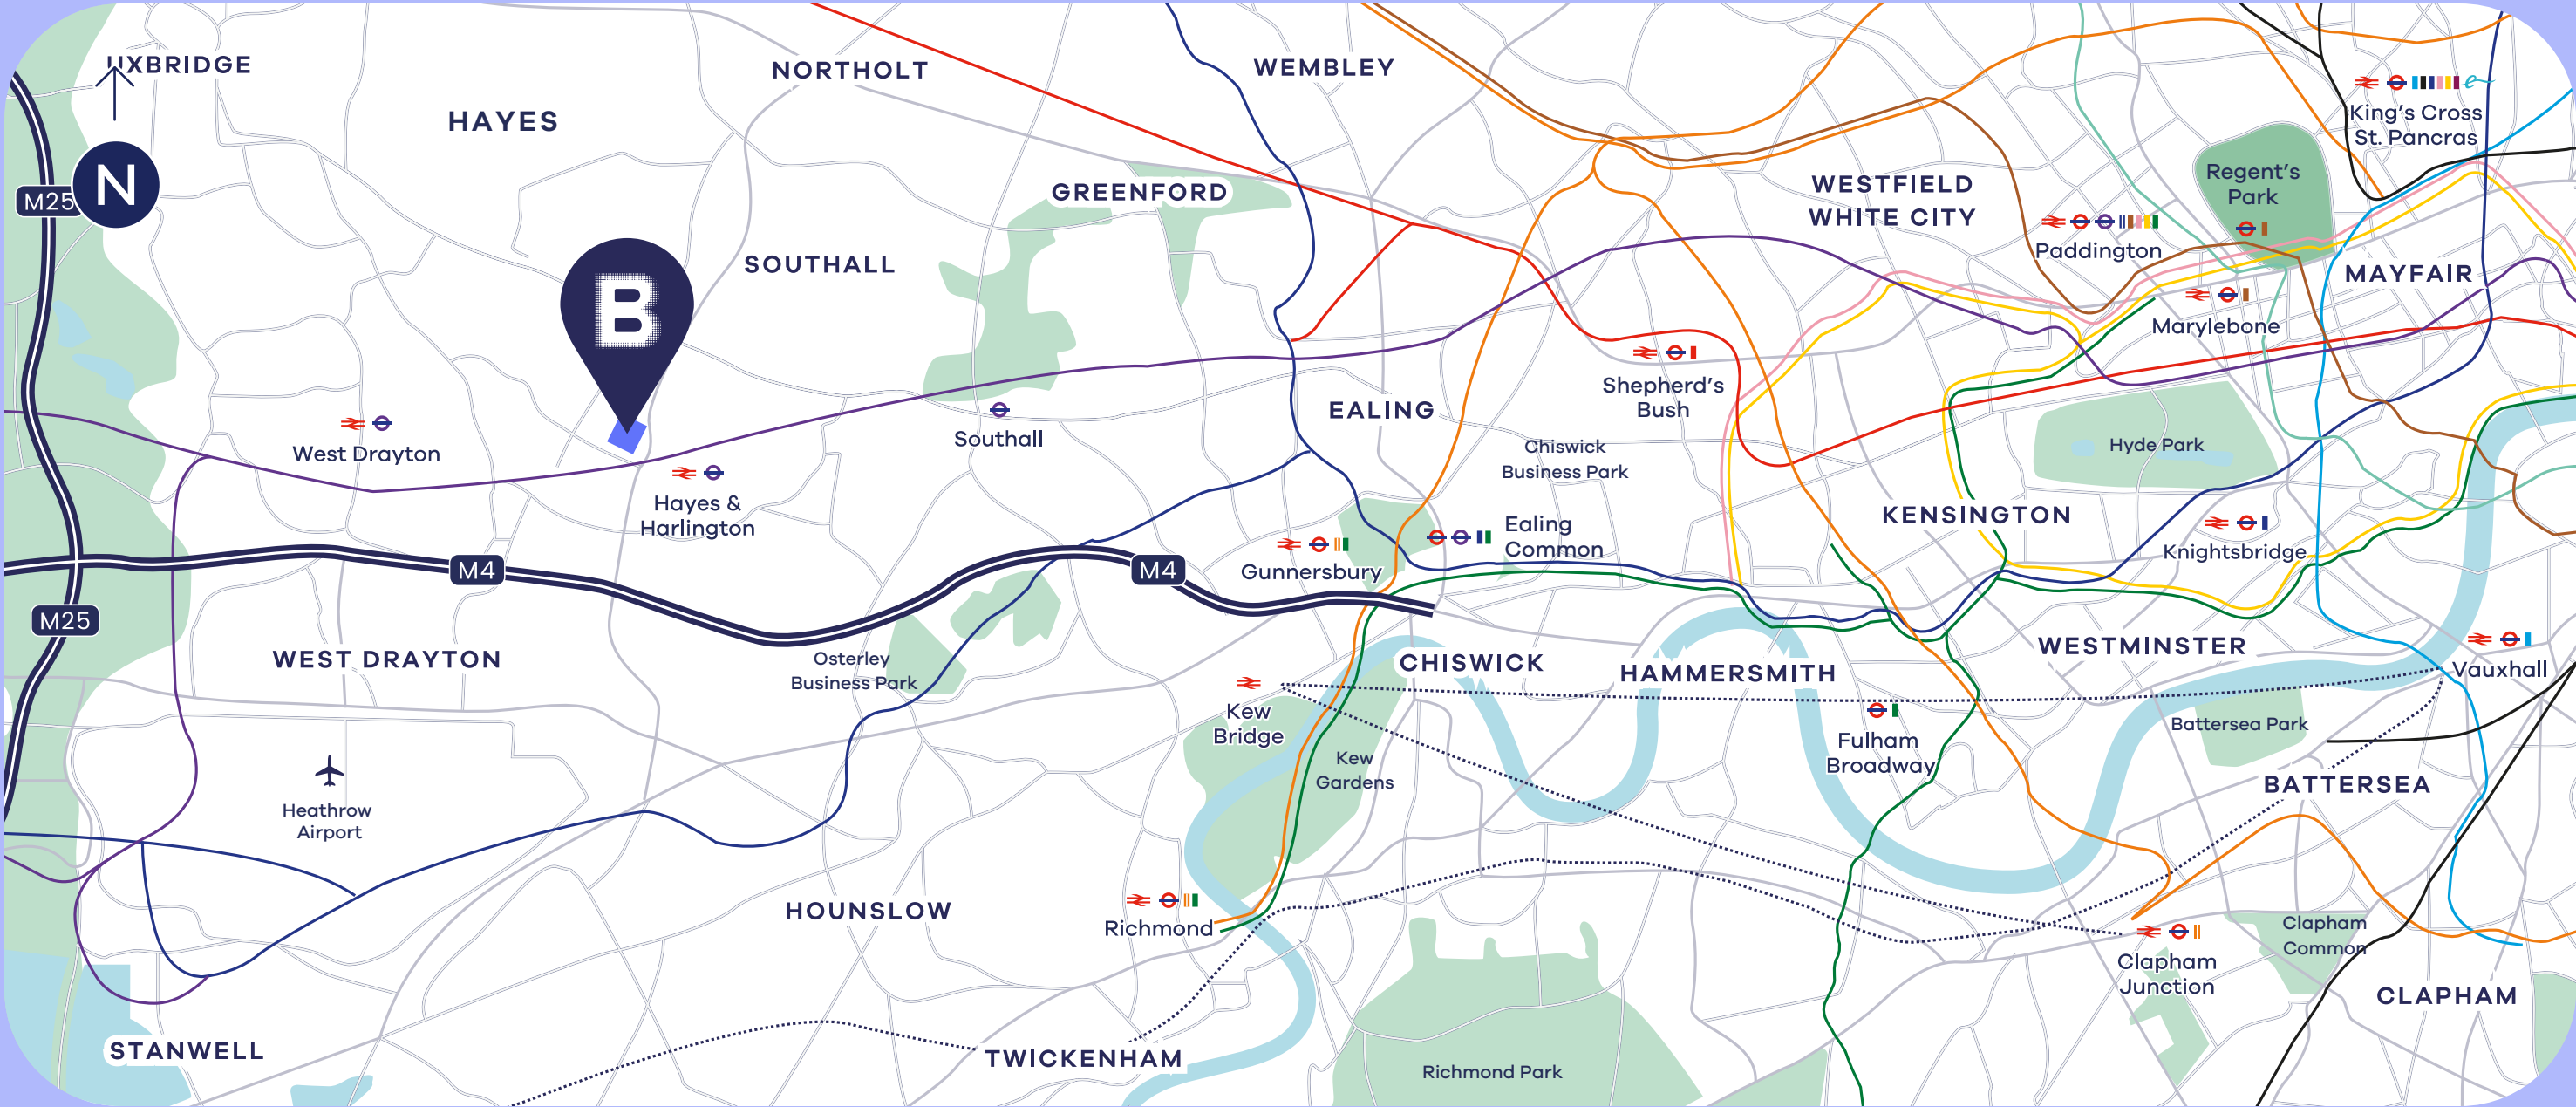 UXBRIDGE
NORTHOLT
WEMBLEY
HAYES
King's Cross
St. Pancras
N
M25
GREENFORD
WESTFIELD
WHITE CITY
Regent's
Park
Paddington
SOUTHALL
MAYFAIR
B
Marylebone
Shepherd's
Bush
EALING
West Drayton
Southall
Chiswick
Business Park
Hyde Park
Hayes &
Harlington
KENSINGTON
Ealing
Common
Knightsbridge
M4
M4
Gunnersbury
M25
WEST DRAYTON
Osterley
Business Park
CHISWICK
HAMMERSMITH
WESTMINSTER
Vauxhall
Kew
Bridge
Battersea Park
Fulham
Broadway
Kew
Gardens
BATTERSEA
Heathrow
Airport
HOUNSLOW
Richmond
Clapham
Common
Clapham
Junction
CLAPHAM
STANWELL
TWICKENHAM
Richmond Park